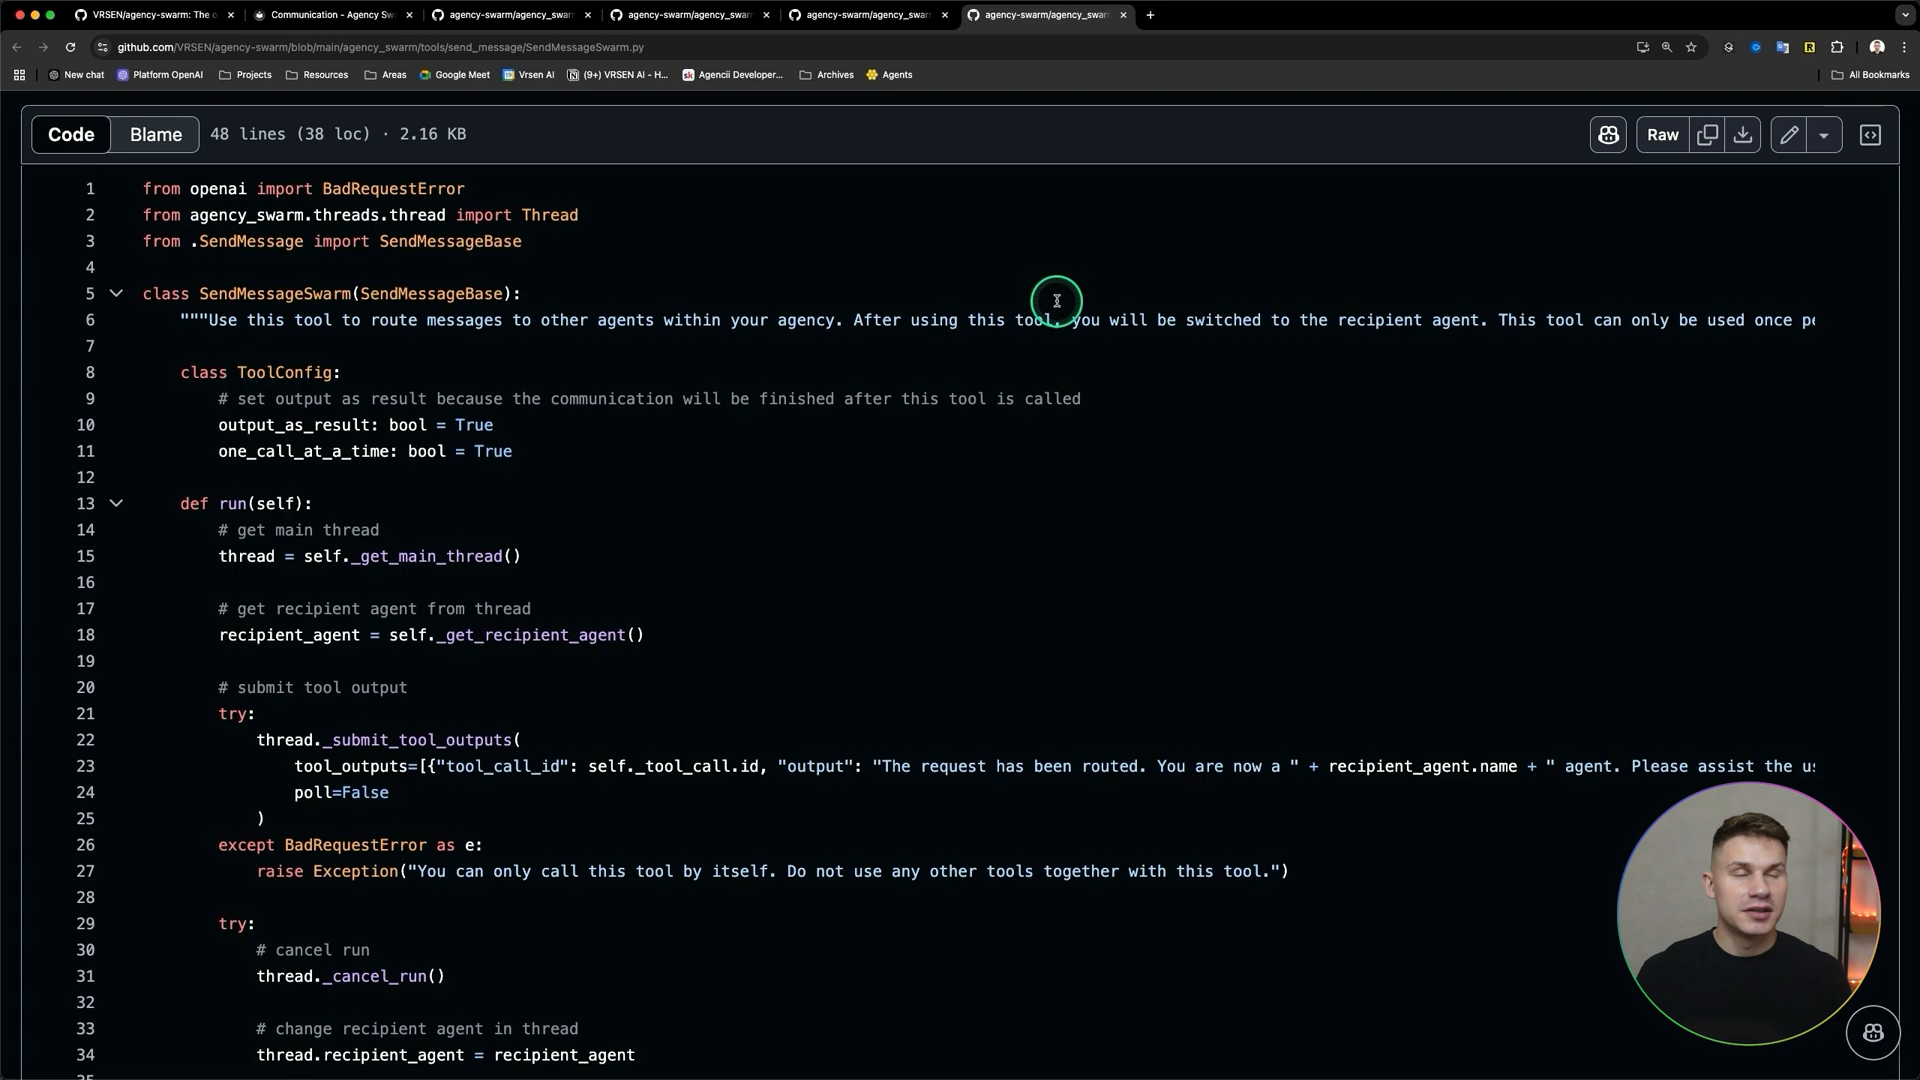 VRSEN/agency-swarm: The o
Communication - Agency Sw
agency-swarm/agency_swar
agency-swarm/agency_swar
agency-swarm/agency_swar
agency-swarm/agency_swar
github.com/VRSEN/agency-swarm/blob/main/agency_swarm/tools/send_message/SendMessageSwarm.py
New chat
Platform OpenAI
Projects
Resources
Areas
Google Meet
Vrsen AI
(9+) VRSEN AI - H...
Agencii Developer...
Archives
Agents
All Bookmarks
Code
Blame
48 lines (38 loc) · 2.16 KB
Raw
1 from openai import BadRequestError
2 from agency_swarm.threads.thread import Thread
3 from .SendMessage import SendMessageBase
4
5 class SendMessageSwarm(SendMessageBase):
6 """Use this tool to route messages to other agents within your agency. After using this tool, you will be switched to the recipient agent. This tool can only be used once pe
7
8 class ToolConfig:
9 # set output as result because the communication will be finished after this tool is called
10 output_as_result: bool = True
11 one_call_at_a_time: bool = True
12
13 def run(self):
14 # get main thread
15 thread = self._get_main_thread()
16
17 # get recipient agent from thread
18 recipient_agent = self._get_recipient_agent()
19
20 # submit tool output
21 try:
22 thread._submit_tool_outputs(
23 tool_outputs=[{"tool_call_id": self._tool_call.id, "output": "The request has been routed. You are now a " + recipient_agent.name + " agent. Please assist the us
24 poll=False
25 )
26 except BadRequestError as e:
27 raise Exception("You can only call this tool by itself. Do not use any other tools together with this tool.")
28
29 try:
30 # cancel run
31 thread._cancel_run()
32
33 # change recipient agent in thread
34 thread.recipient_agent = recipient_agent